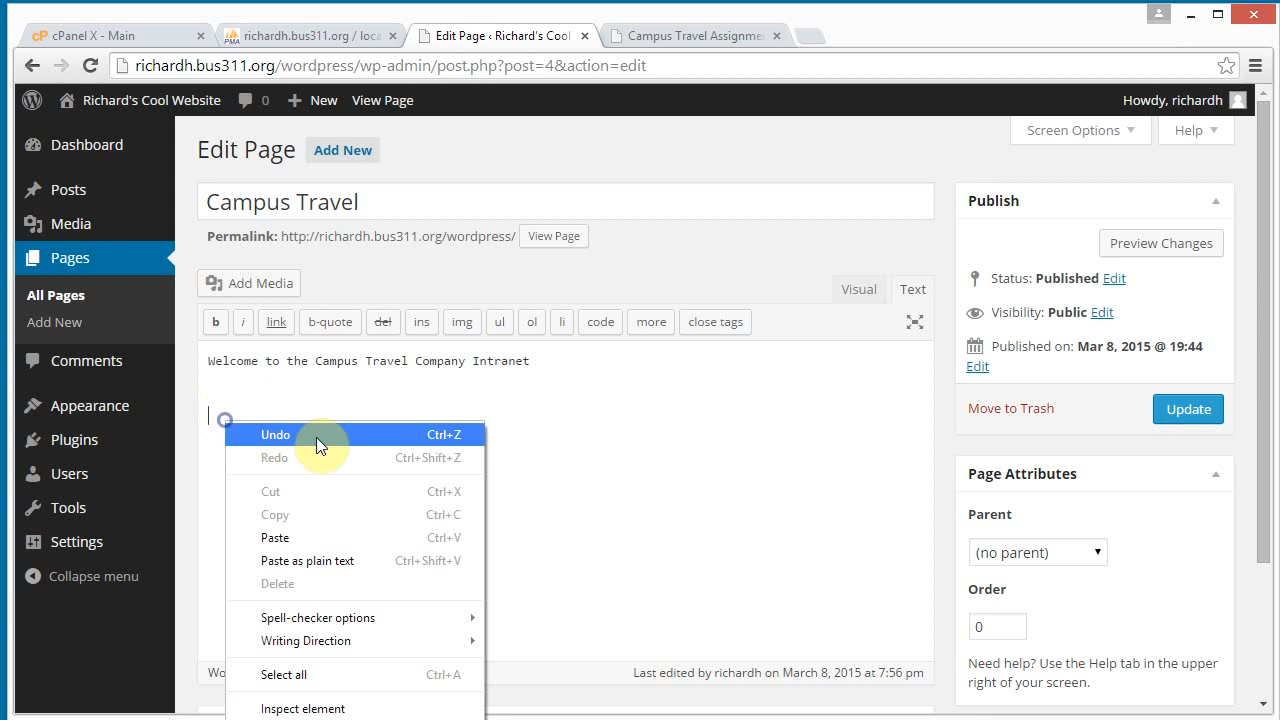 cPanel X - Main
richardh.bus311.org / loca
Edit Page ‹ Richard's Cool
Campus Travel Assignme
richardh.bus311.org/wordpress/wp-admin/post.php?post=4&action=edit
Richard's Cool Website
0
New
View Page
Howdy, richardh
Dashboard
Posts
Media
Pages
All Pages
Add New
Comments
Appearance
Plugins
Users
Tools
Settings
Collapse menu
Screen Options
Help
Edit Page
Add New
Campus Travel
Permalink: http://richardh.bus311.org/wordpress/
View Page
Add Media
Visual
Text
b
i
link
b-quote
del
ins
img
ul
ol
li
code
more
close tags
Welcome to the Campus Travel Company Intranet
Undo Ctrl+Z
Redo Ctrl+Shift+Z
Cut Ctrl+X
Copy Ctrl+C
Paste Ctrl+V
Paste as plain text Ctrl+Shift+V
Delete
Spell-checker options
Writing Direction
Select all Ctrl+A
Inspect element
Last edited by richardh on March 8, 2015 at 7:56 pm
Publish
Preview Changes
Status: Published Edit
Visibility: Public Edit
Published on: Mar 8, 2015 @ 19:44
Edit
Move to Trash
Update
Page Attributes
Parent
(no parent)
Order
0
Need help? Use the Help tab in the upper
right of your screen.